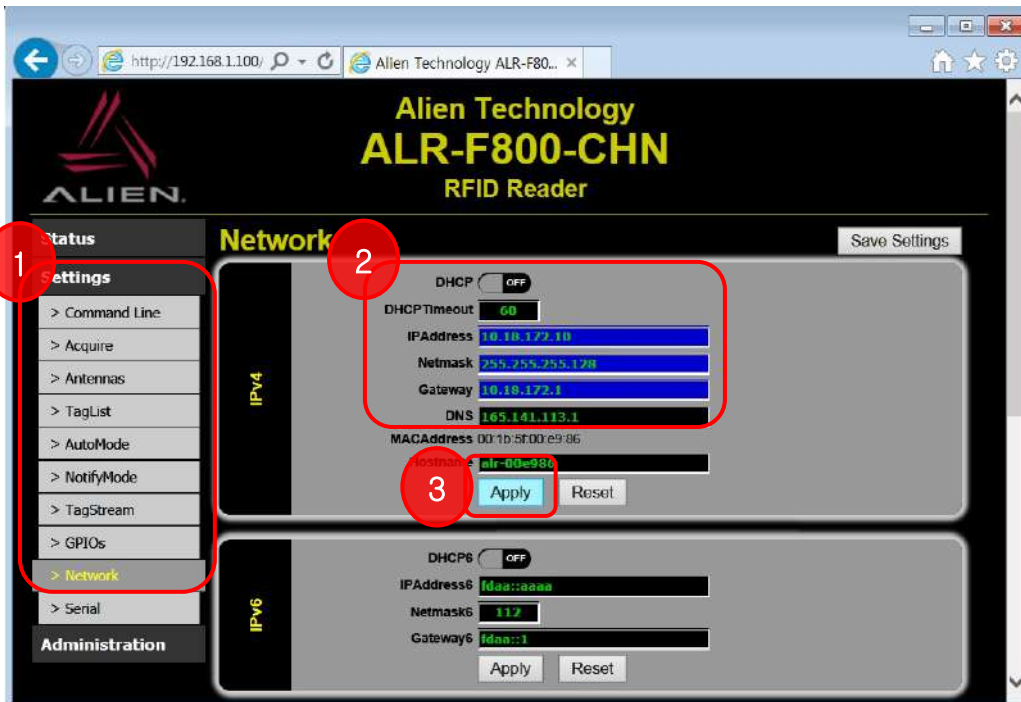 http://192.168.1.100/
Alien Technology ALR-F80...
Alien Technology
ALR-F800-CHN
RFID Reader
ALIEN.
Status
Settings
> Command Line
> Acquire
> Antennas
> TagList
> AutoMode
> NotifyMode
> TagStream
> GPIOs
> Network
> Serial
Administration
1
Network
Save Settings
2
IPv4
DHCP OFF
DHCPTimeout 60
IPAddress 10.18.172.10
Netmask 255.255.255.128
Gateway 10.18.172.1
DNS 165.141.113.1
MACAddress 00:1b:5f:00:e9:86
Hostname alr-00e986
3
Apply Reset
IPv6
DHCP6 OFF
IPAddress6 fdaa::aaaa
Netmask6 112
Gateway6 fdaa::1
Apply Reset